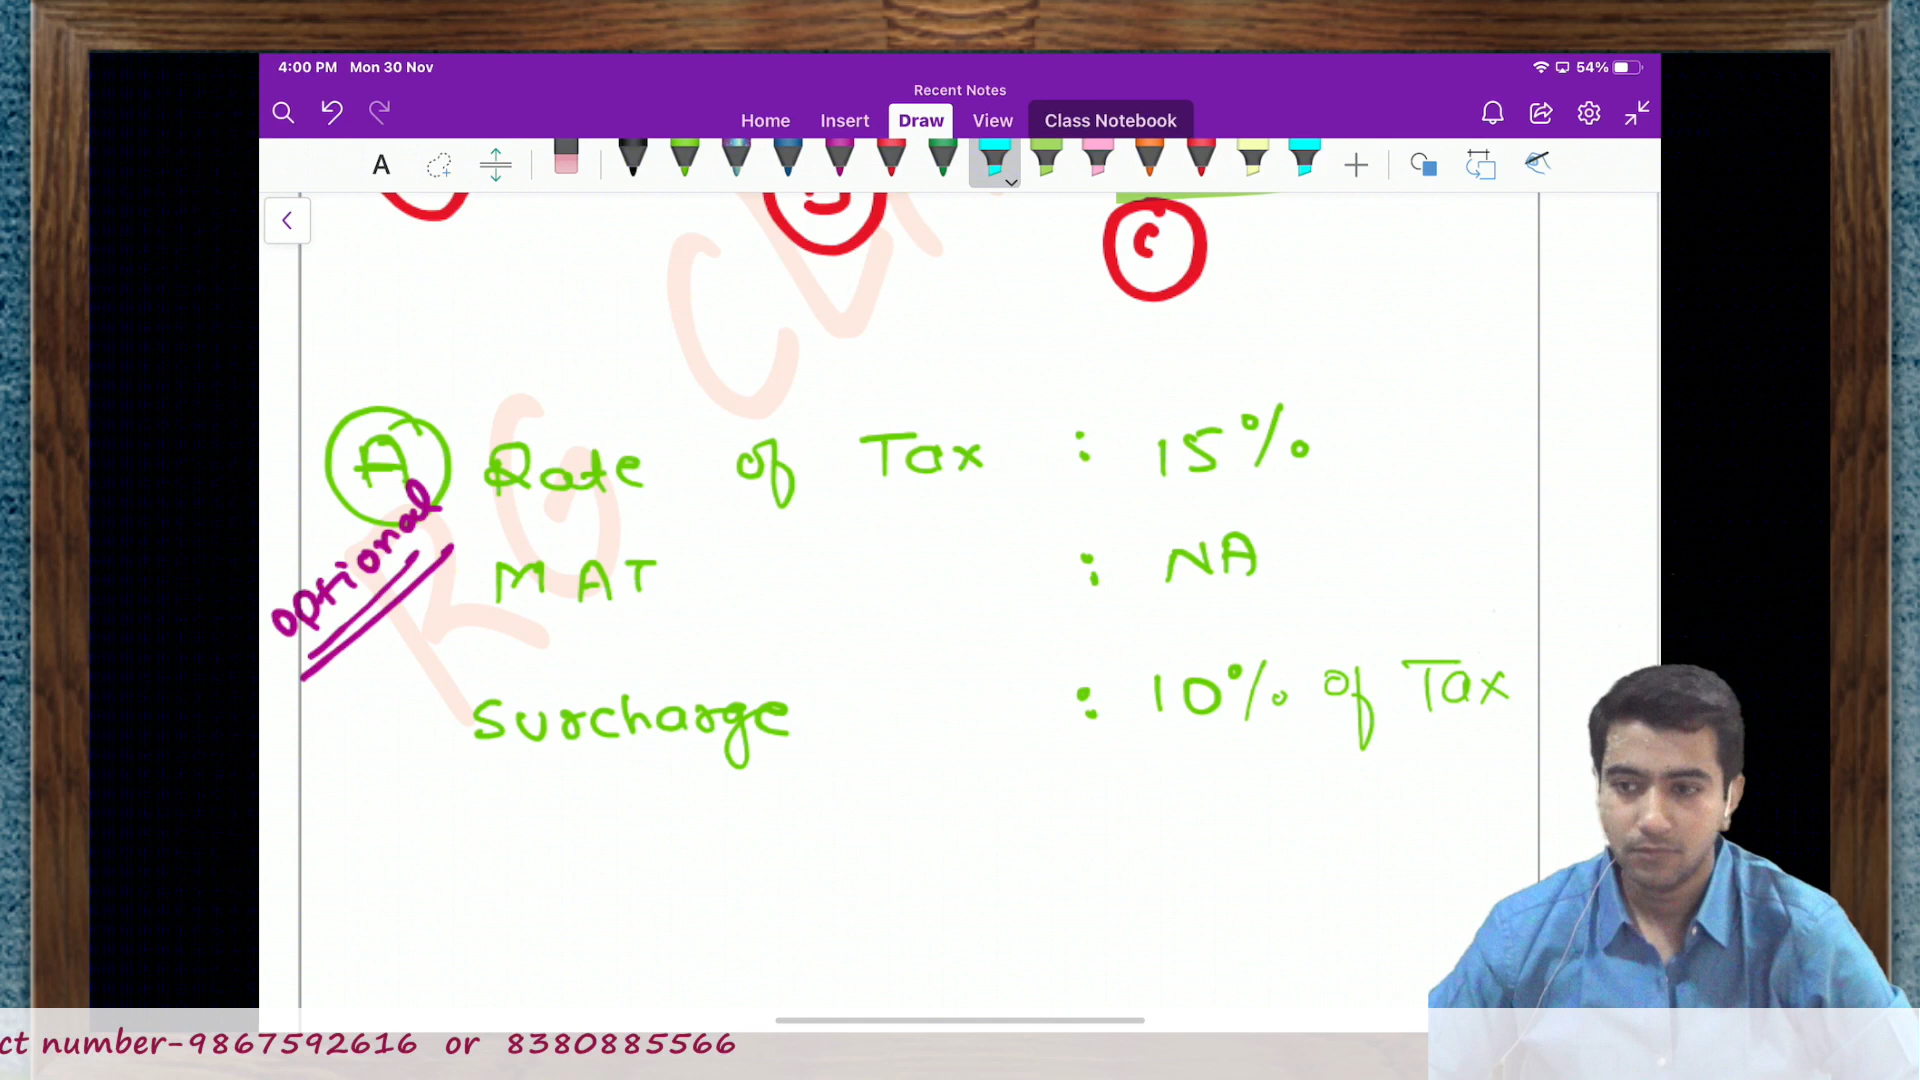 4:00 PM Mon 30 Nov
54%
Recent Notes
Home Insert Draw View Class Notebook
A
C
A Rate of Tax : 15%
optional
MAT : NA
Surcharge : 10% of Tax
RG
ct number-9867592616 or 8380885566